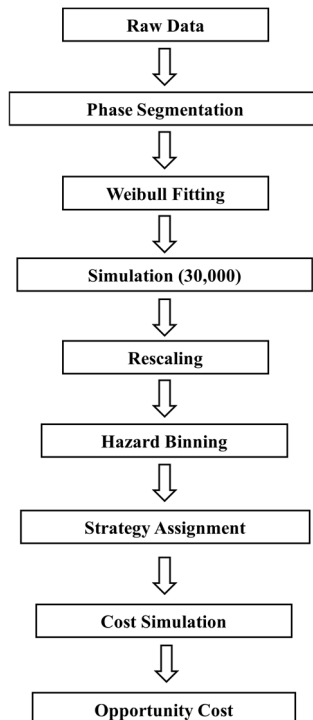 Raw Data
Phase Segmentation
Weibull Fitting
Simulation (30,000)
Rescaling
Hazard Binning
Strategy Assignment
Cost Simulation
Opportunity Cost